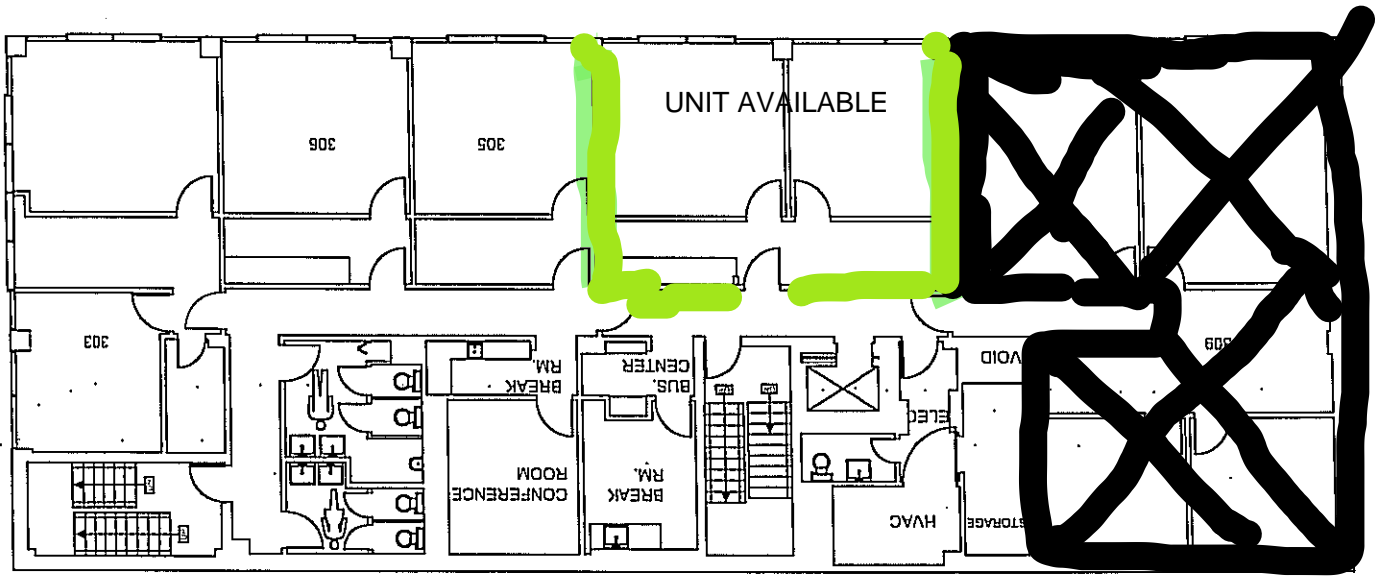 UNIT AVAILABLE
306
305
303
309
VOID
BREAK
RM.
BUS.
CENTER
ELEC
CONFERENCE
ROOM
BREAK
RM.
HVAC
STORAGE